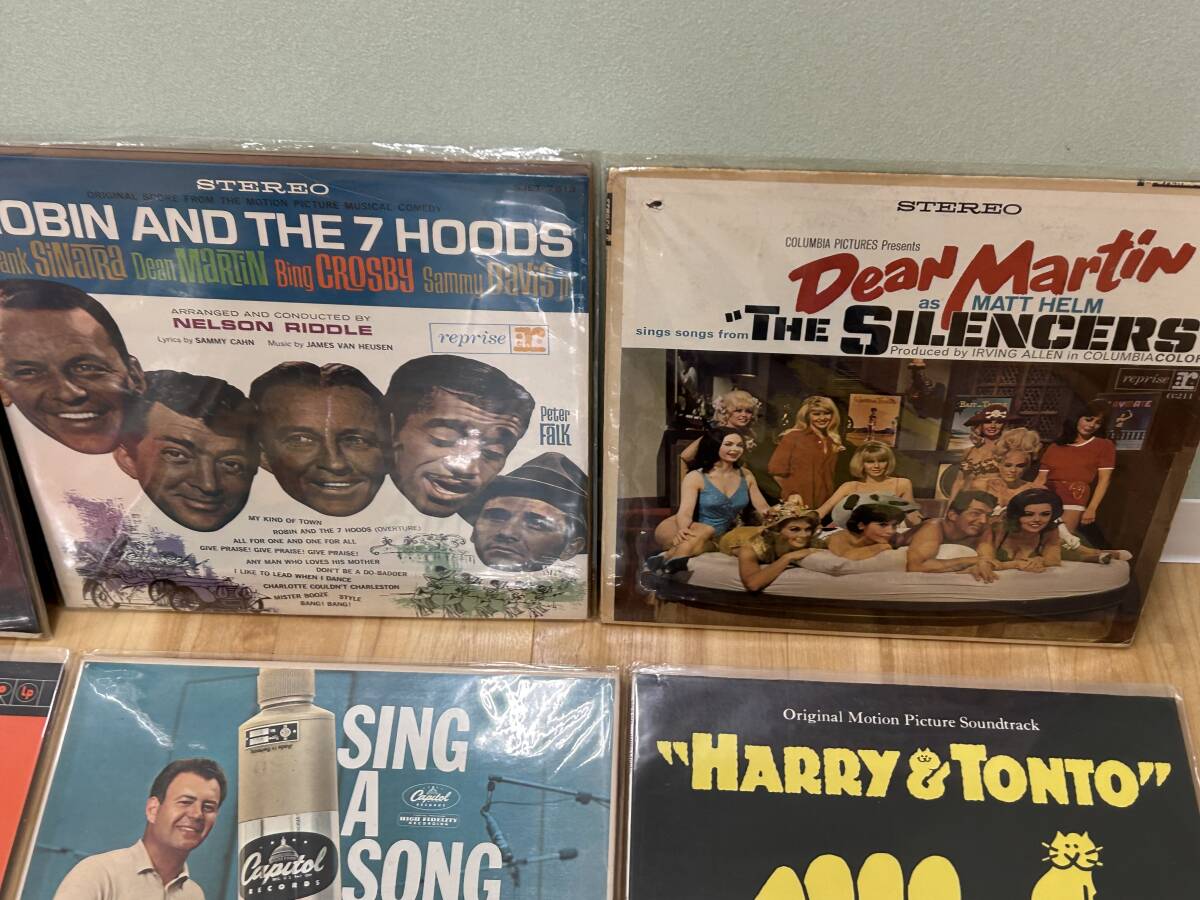 STEREO
ORIGINAL SCORE FROM THE MOTION PICTURE MUSICAL COMEDY
OBIN AND THE 7 HOODS
ank SINATRA Dean MARTIN Bing CROSBY Sammy DAVIS Jr
ARRANGED AND CONDUCTED BY
NELSON RIDDLE
Lyrics by SAMMY CAHN Music by JAMES VAN HEUSEN
reprise
Peter
FALK
MY KIND OF TOWN
ROBIN AND THE 7 HOODS (OVERTURE)
ALL FOR ONE AND ONE FOR ALL
GIVE PRAISE! GIVE PRAISE! GIVE PRAISE!
ANY MAN WHO LOVES HIS MOTHER
DON'T BE A DO-BADDER
I LIKE TO LEAD WHEN I DANCE
CHARLOTTE COULDN'T CHARLESTON
MISTER BOOZE STYLE
BANG! BANG!
STEREO
COLUMBIA PICTURES Presents
Dean Martin
as MATT HELM
sings songs from "THE SILENCERS
Produced by IRVING ALLEN in COLUMBIACOLOR
reprise
LP
SING
A
SONG
Capitol
RECORDS
HIGH FIDELITY
RECORDING
Capitol
RECORDS
Original Motion Picture Soundtrack
"HARRY & TONTO"